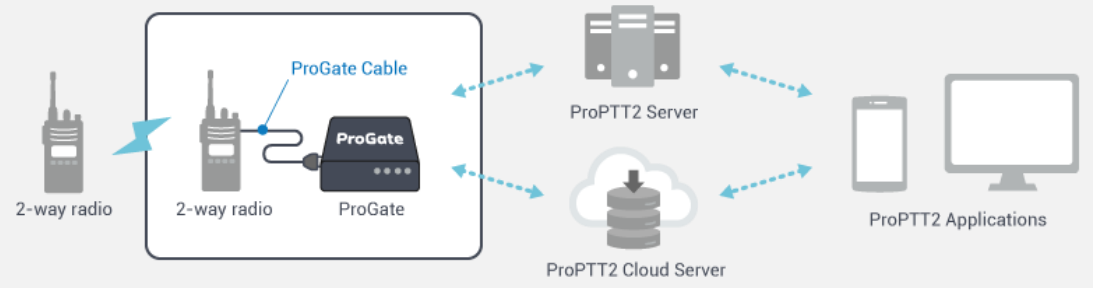 ProGate Cable
ProGate
2-way radio
2-way radio
ProGate
ProPTT2 Server
ProPTT2 Cloud Server
ProPTT2 Applications